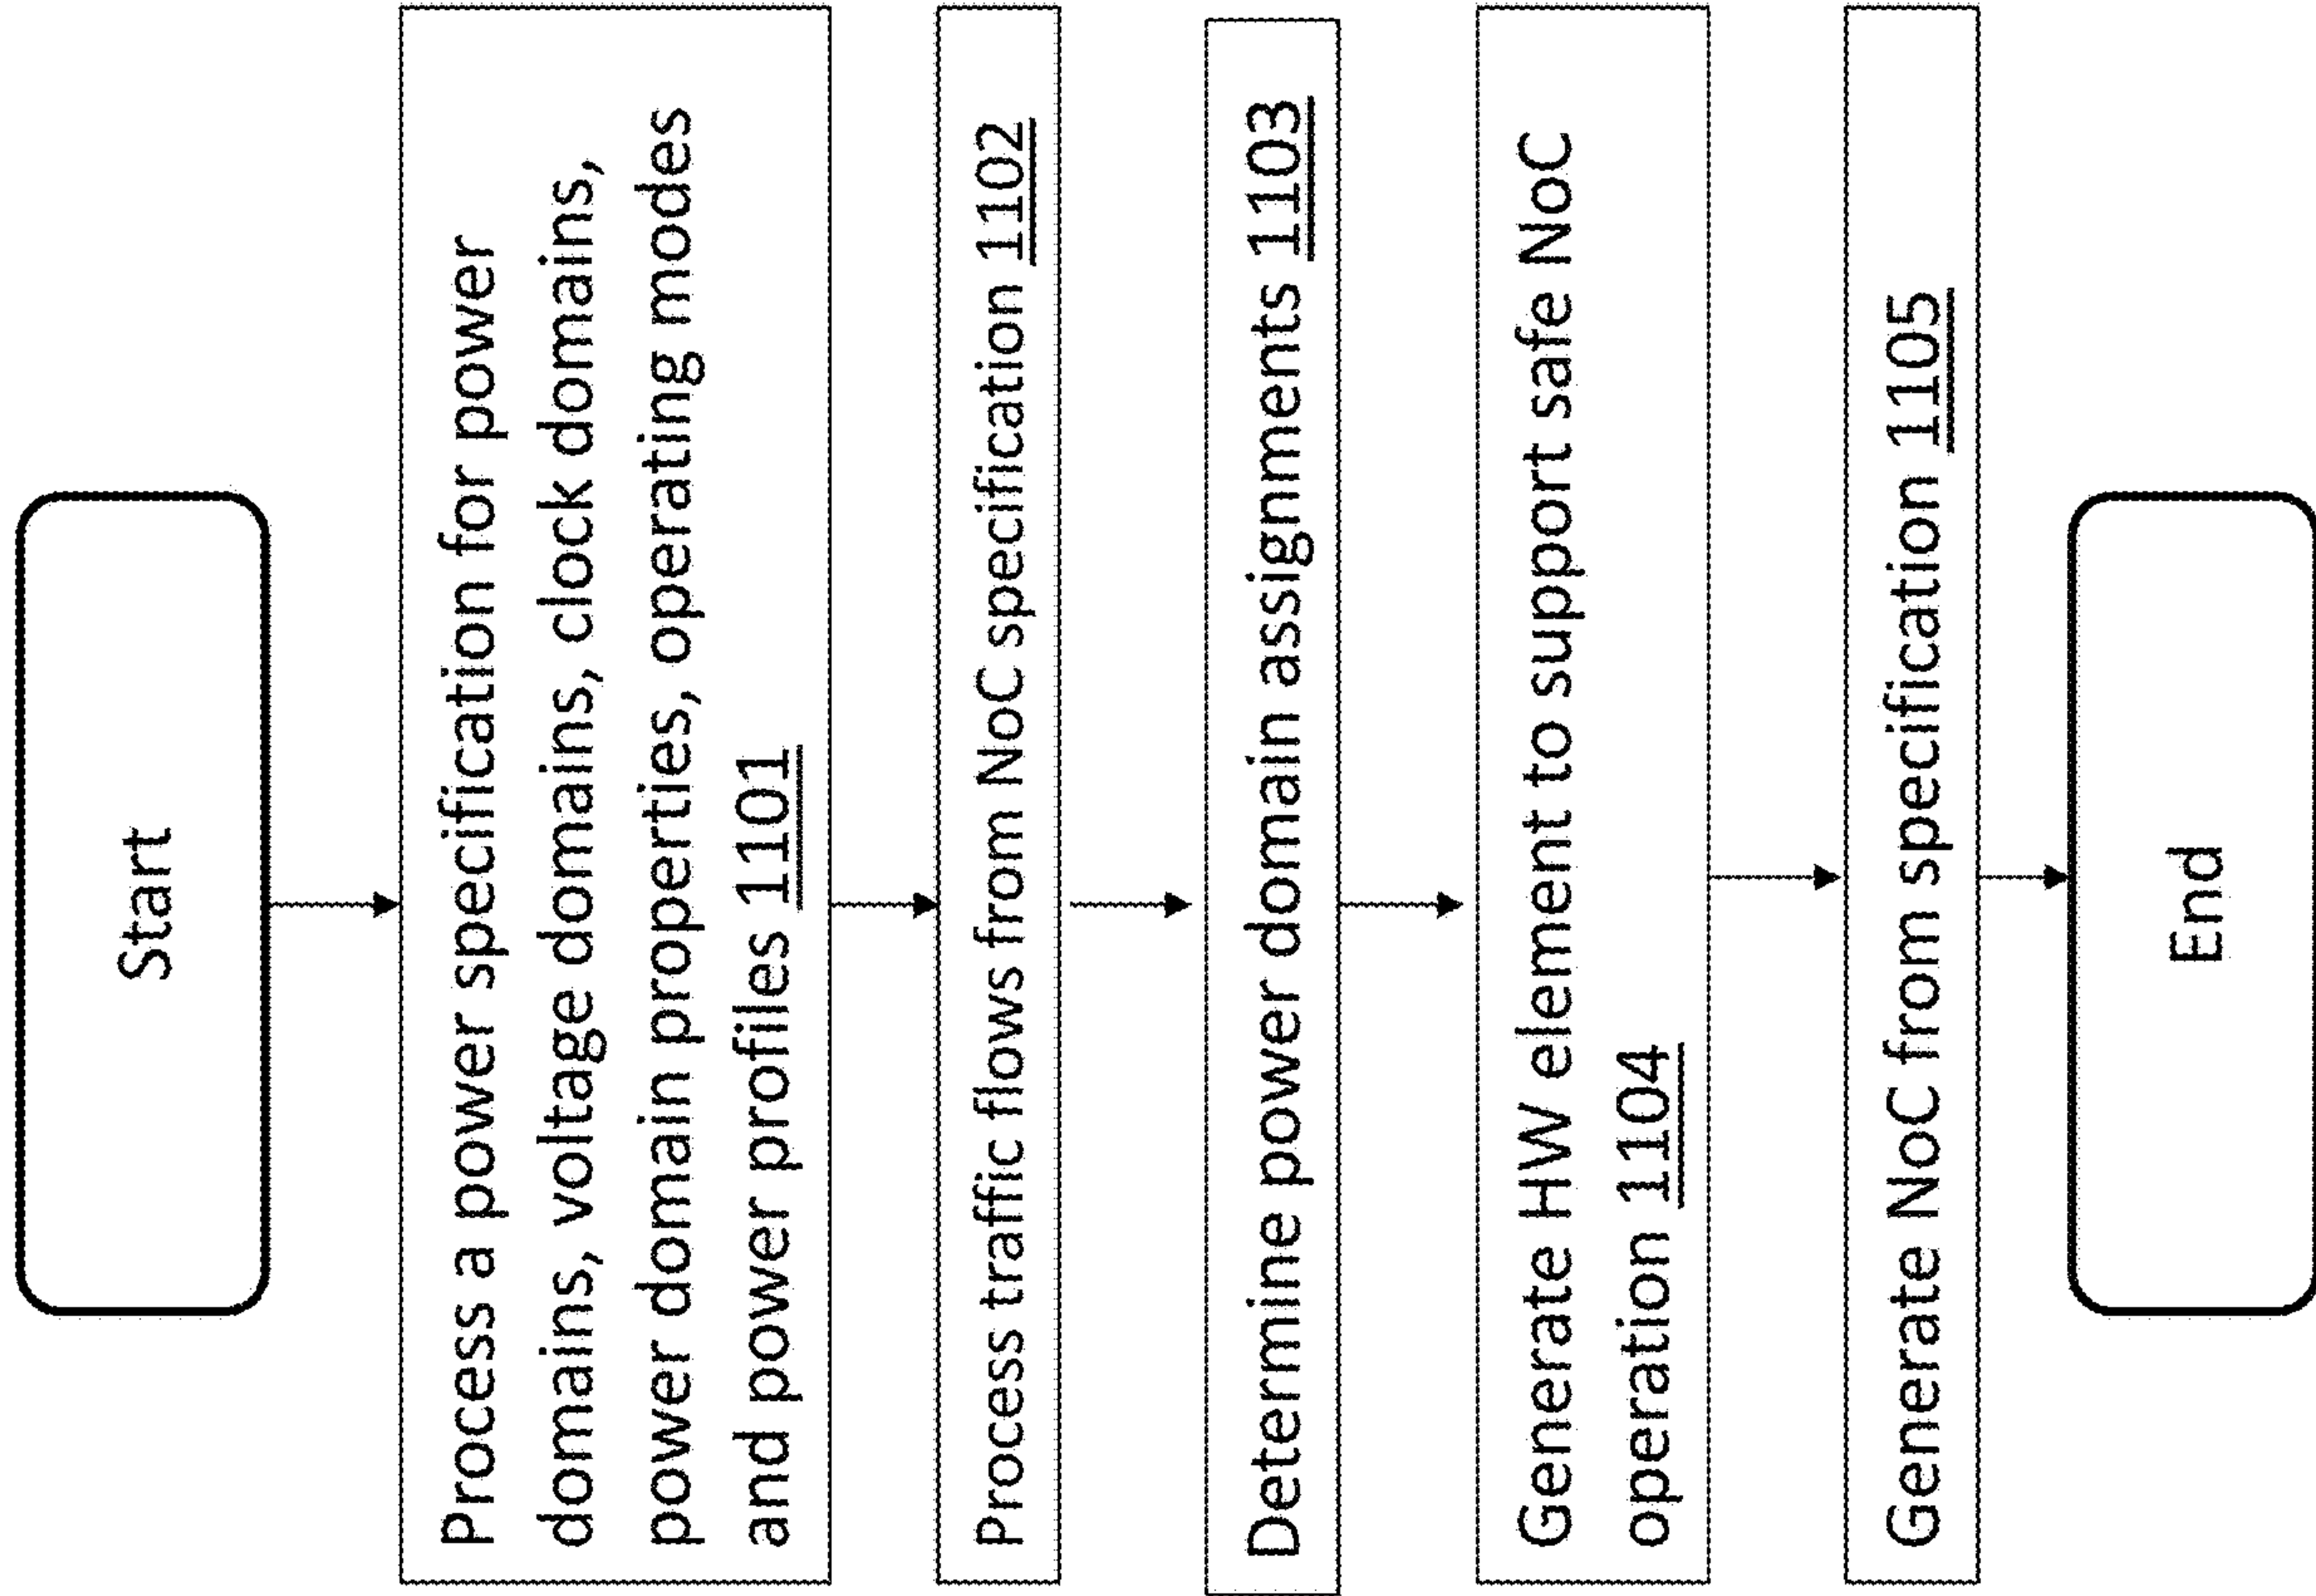 Start
Process a power specification for power
domains, voltage domains, clock domains,
power domain properties, operating modes
and power profiles 1101
Process traffic flows from NoC specification 1102
Determine power domain assignments 1103
Generate HW element to support safe NoC
operation 1104
Generate NoC from specification 1105
End